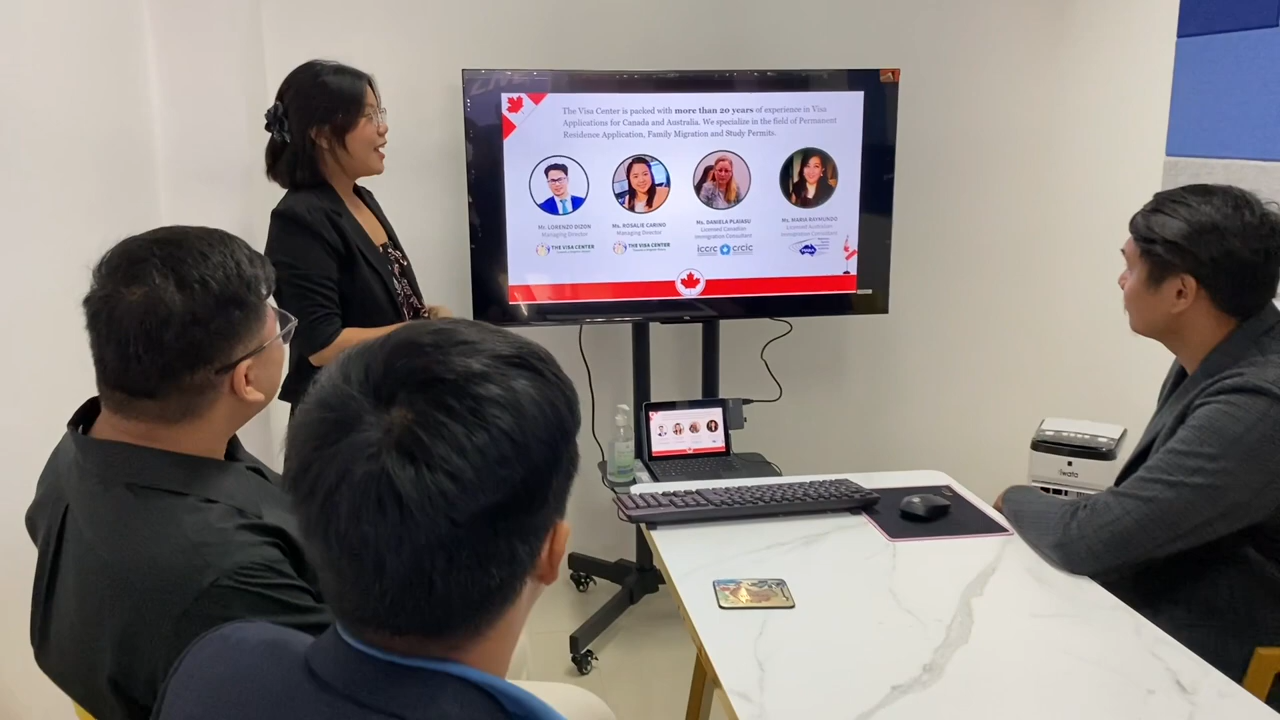 The Visa Center is packed with more than 20 years of experience in Visa
Applications for Canada and Australia. We specialize in the field of Permanent
Residence Application, Family Migration and Study Permits.
Mr. LORENZO DIZON
Managing Director
THE VISA CENTER
Ms. ROSALIE CARINO
Managing Director
THE VISA CENTER
Ms. DANIELA PLAIASU
Licensed Canadian
Immigration Consultant
iccrc crcic
Ms. MARIA RAYMUNDO
Licensed Australian
Immigration Consultant
iwata